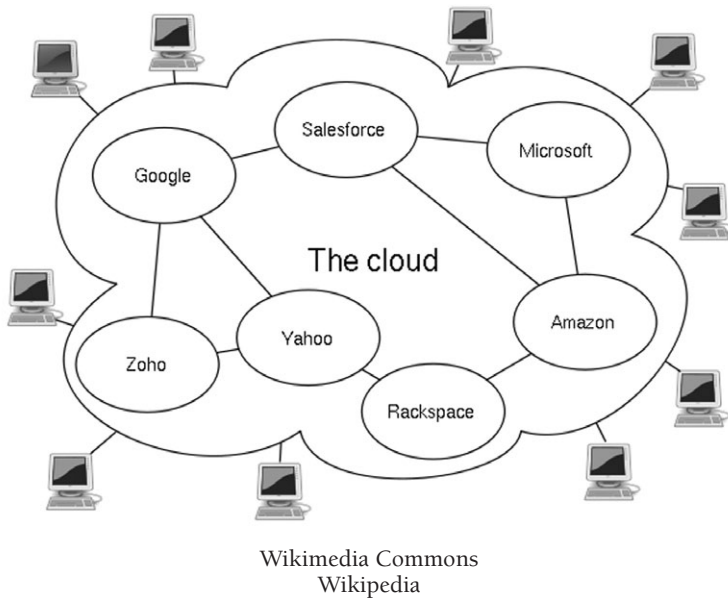 Salesforce
Microsoft
Google
The cloud
Amazon
Yahoo
Zoho
Rackspace
Wikimedia Commons
Wikipedia